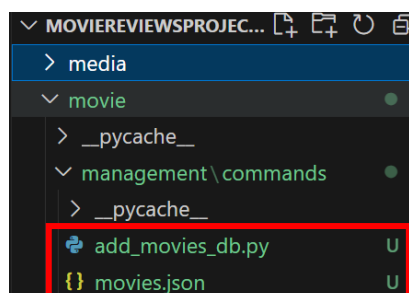 MOVIEREVIEWSPROJEC...
media
movie
__pycache__
management\commands
__pycache__
add_movies_db.py U
{} movies.json U